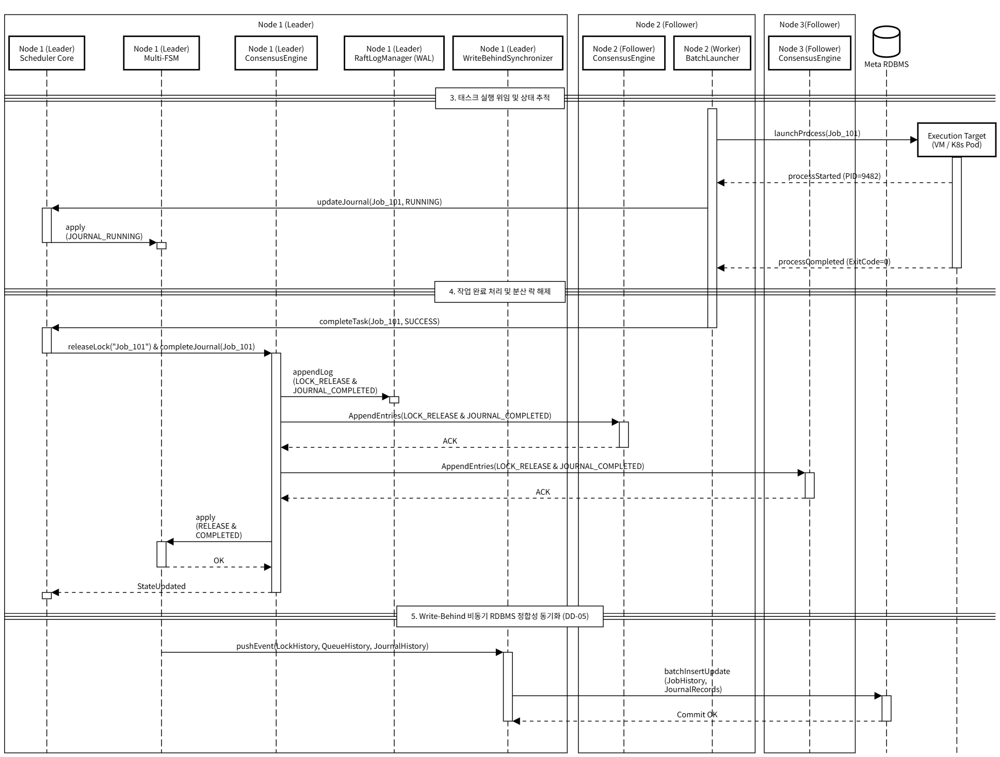 Node 1 (Leader)
Node 2 (Follower)
Node 3(Follower)
Node 1 (Leader)
Scheduler Core
Node 1 (Leader)
Multi-FSM
Node 1 (Leader)
ConsensusEngine
Node 1 (Leader)
RaftLogManager (WAL)
Node 1 (Leader)
WriteBehindSynchronizer
Node 2 (Follower)
ConsensusEngine
Node 2 (Worker)
BatchLauncher
Node 3 (Follower)
ConsensusEngine
Meta RDBMS
3. 태스크 실행 위임 및 상태 추적
launchProcess(Job_101)
Execution Target
(VM / K8s Pod)
processStarted (PID=9482)
updateJournal(Job_101, RUNNING)
apply
(JOURNAL_RUNNING)
processCompleted (ExitCode=0)
4. 작업 완료 처리 및 분산 락 해제
completeTask(Job_101, SUCCESS)
releaseLock("Job_101") & completeJournal(Job_101)
appendLog
(LOCK_RELEASE &
JOURNAL_COMPLETED)
AppendEntries(LOCK_RELEASE & JOURNAL_COMPLETED)
ACK
AppendEntries(LOCK_RELEASE & JOURNAL_COMPLETED)
ACK
apply
(RELEASE &
COMPLETED)
OK
StateUpdated
5. Write-Behind 비동기 RDBMS 정합성 동기화 (DD-05)
pushEvent(LockHistory, QueueHistory, JournalHistory)
batchInsertUpdate
(JobHistory,
JournalRecords)
Commit OK